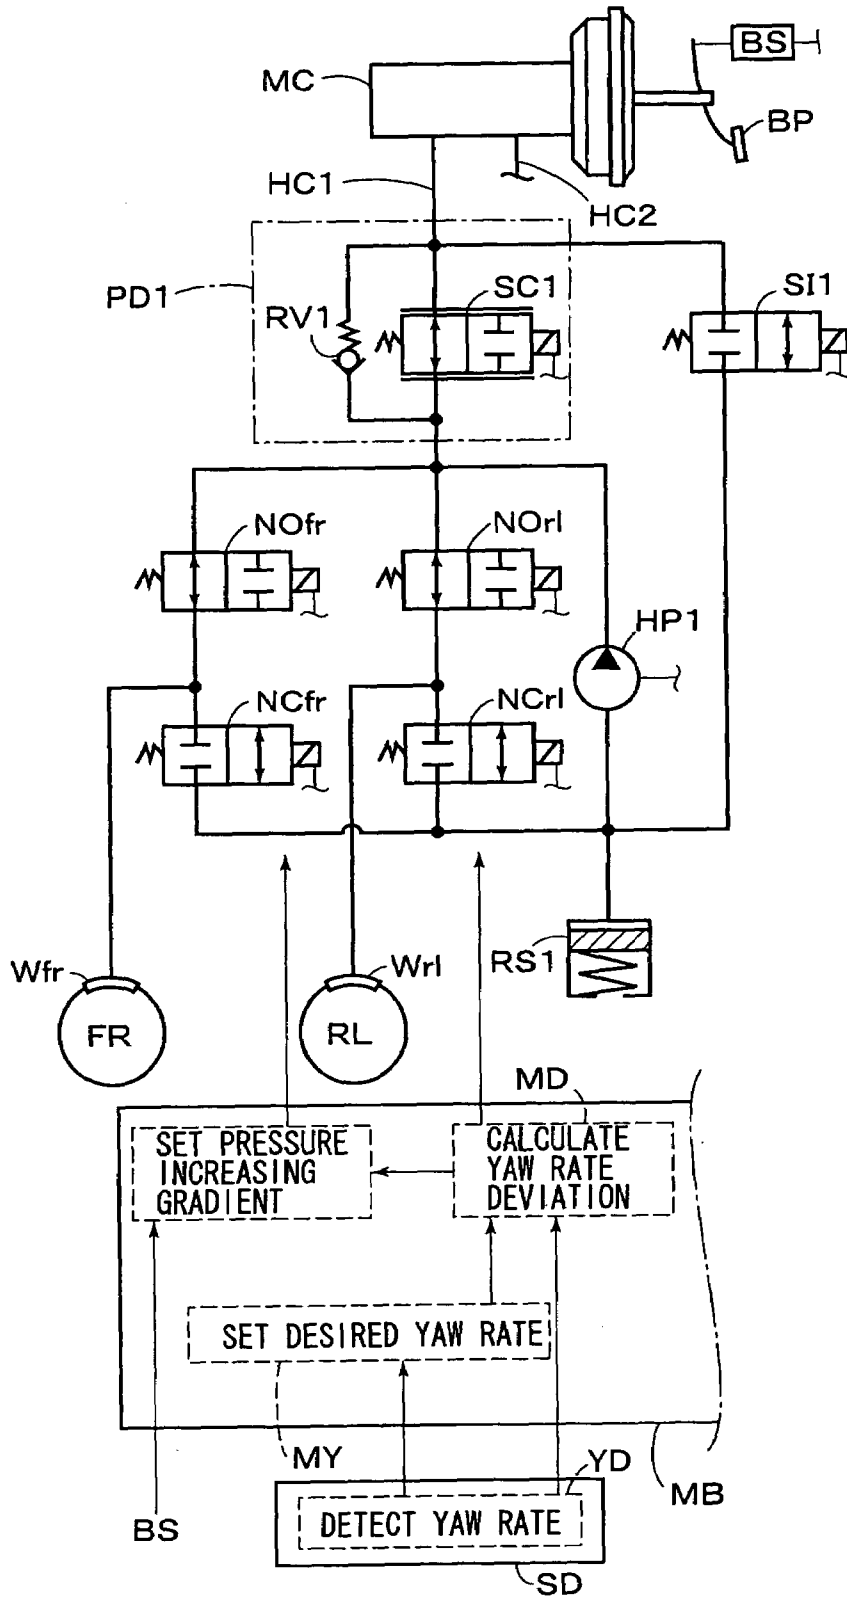 BS
MC
BP
HC1
HC2
PD1
SC1
SI1
RV1
NOfr
NOrl
HP1
NCfr
NCrl
Wfr
Wrl
RS1
FR
RL
MD
SET PRESSURE
INCREASING
GRADIENT
CALCULATE
YAW RATE
DEVIATION
SET DESIRED YAW RATE
MY
YD
MB
BS
DETECT YAW RATE
SD